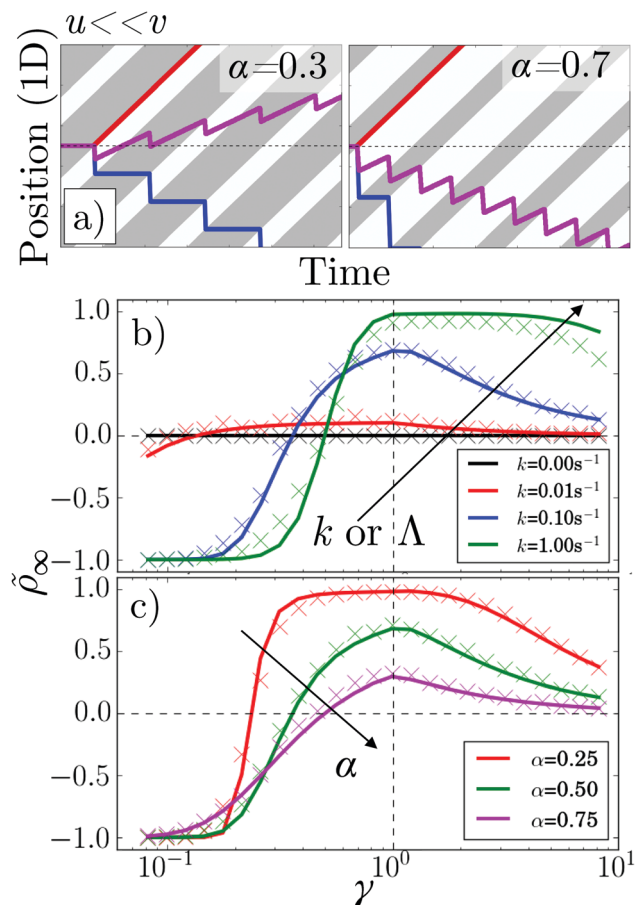 u<<v
α=0.3
α=0.7
Position (1D)
a)
Time
b)
1.0
0.5
0.0
−0.5
−1.0
k=0.00s⁻¹
k=0.01s⁻¹
k=0.10s⁻¹
k=1.00s⁻¹
k or Λ
ρ̃∞
c)
1.0
0.5
0.0
−0.5
−1.0
α
α=0.25
α=0.50
α=0.75
10⁻¹
10⁰
10¹
γ